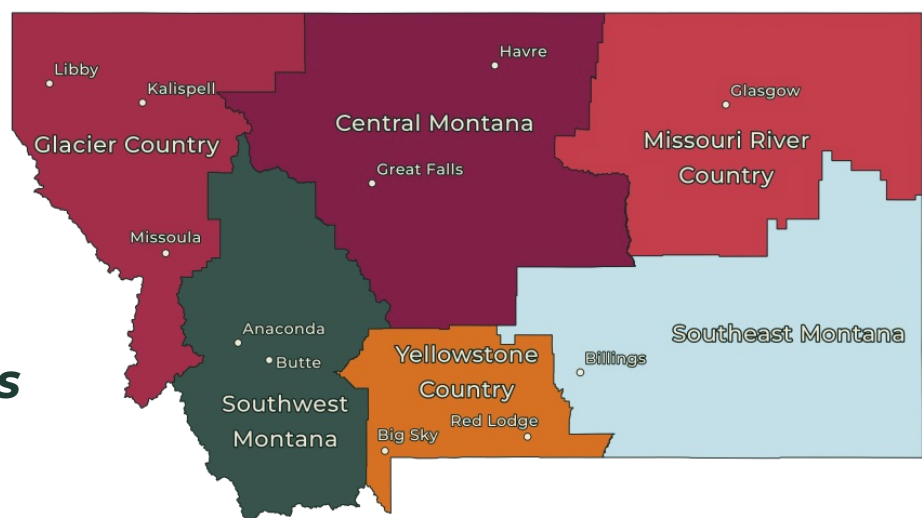 Libby
Kalispell
Glacier Country
Missoula
Havre
Central Montana
Great Falls
Glasgow
Missouri River
Country
Anaconda
Butte
Southwest
Montana
Yellowstone
Country
Red Lodge
Big Sky
Southeast Montana
Billings
s